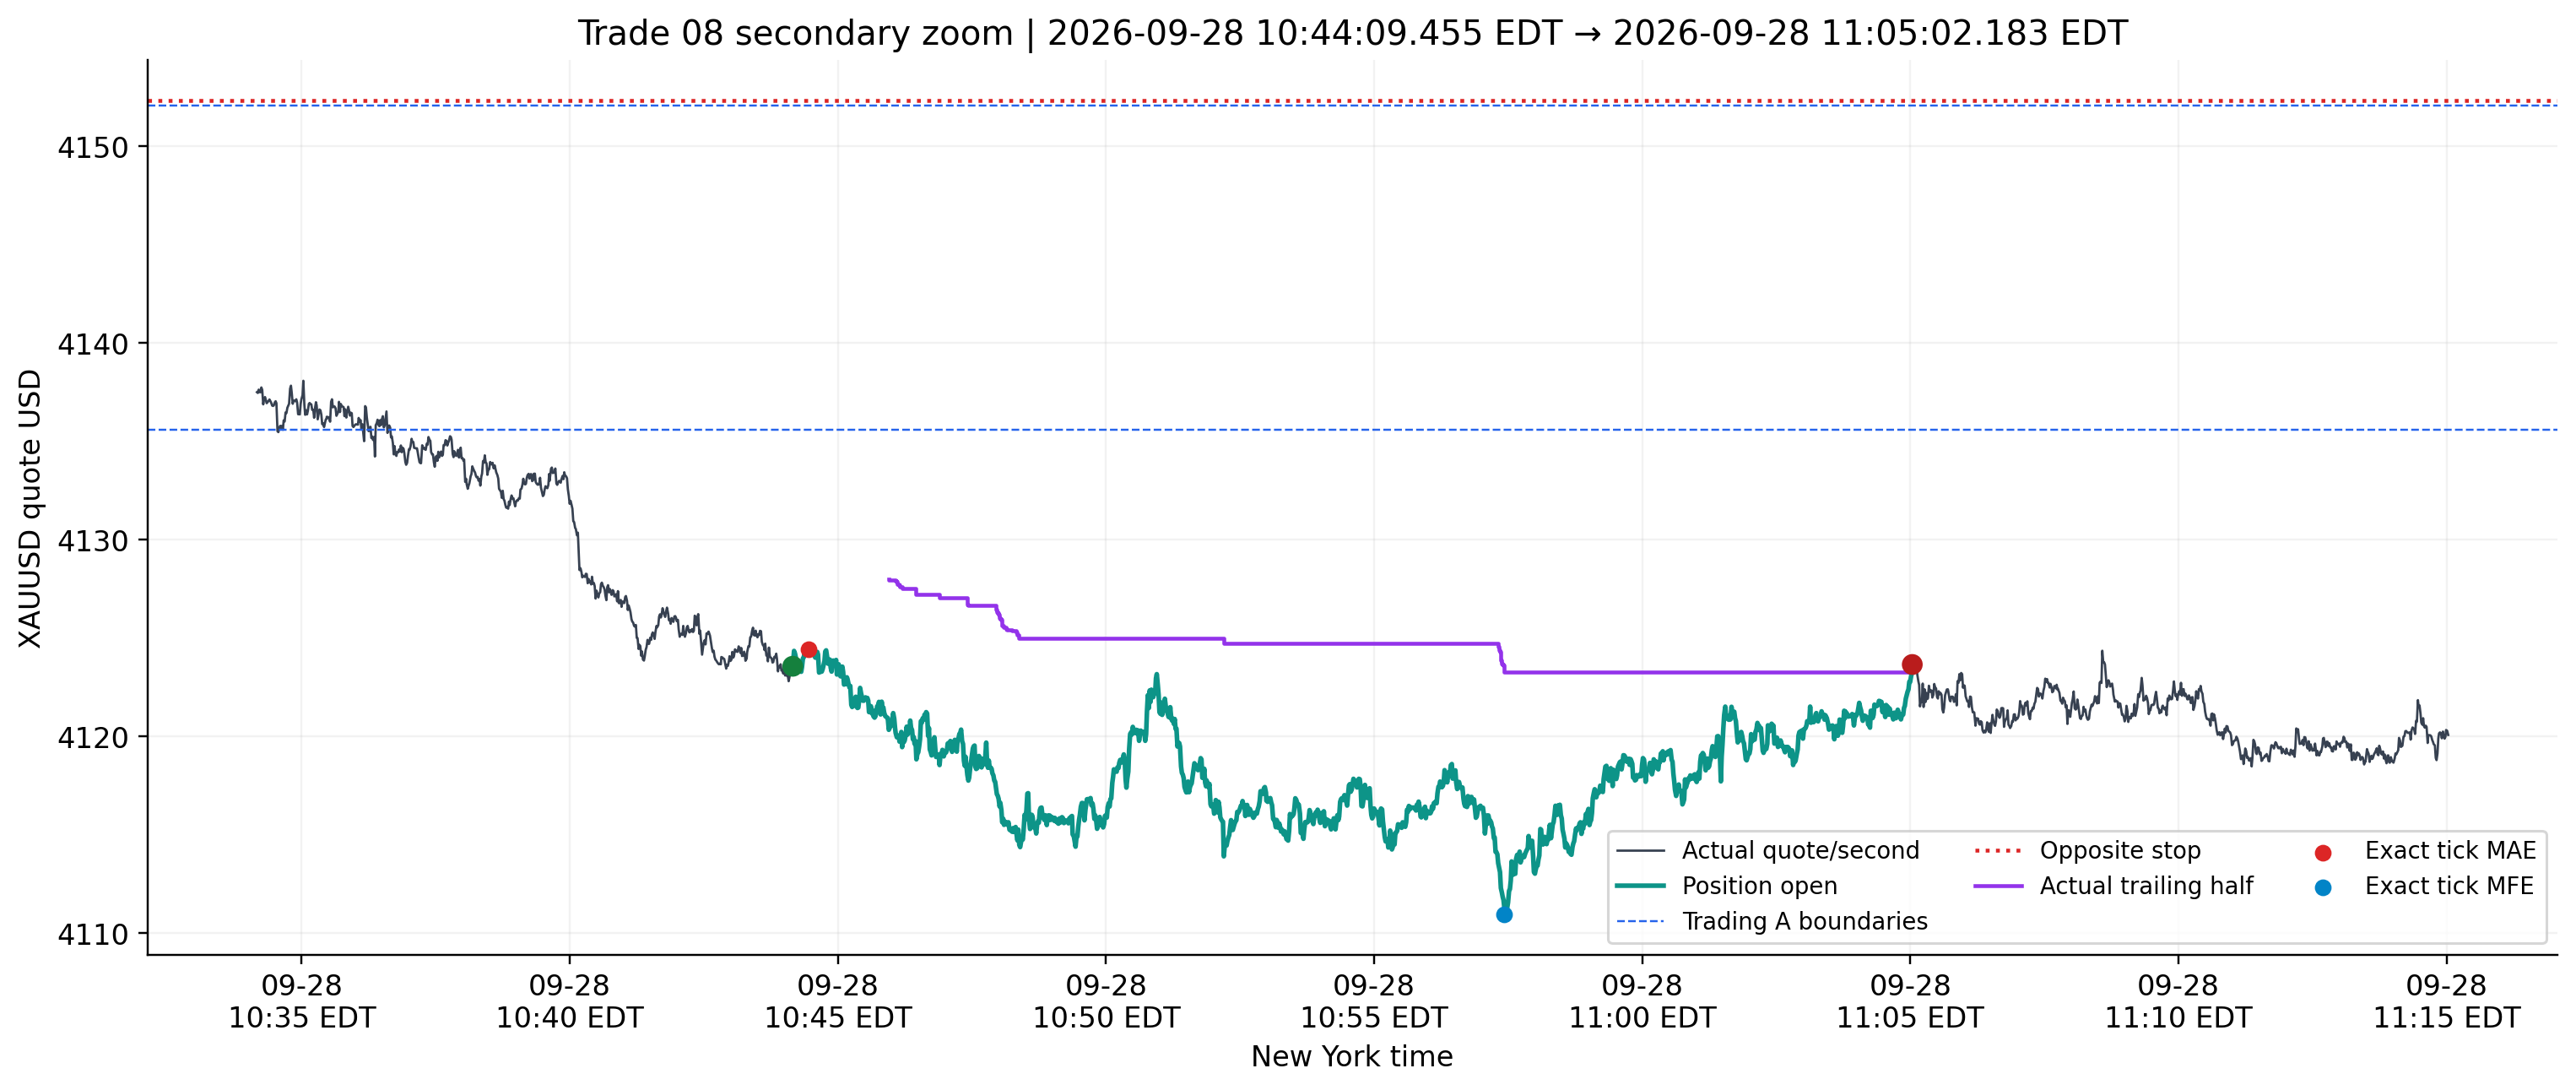 Trade 08 secondary zoom | 2026-09-28 10:44:09.455 EDT → 2026-09-28 11:05:02.183 EDT
XAUUSD quote USD
4150
4140
4130
4120
4110
Actual quote/second
Position open
Trading A boundaries
Opposite stop
Actual trailing half
Exact tick MAE
Exact tick MFE
09-28
10:35 EDT
09-28
10:40 EDT
09-28
10:45 EDT
09-28
10:50 EDT
09-28
10:55 EDT
09-28
11:00 EDT
09-28
11:05 EDT
09-28
11:10 EDT
09-28
11:15 EDT
New York time